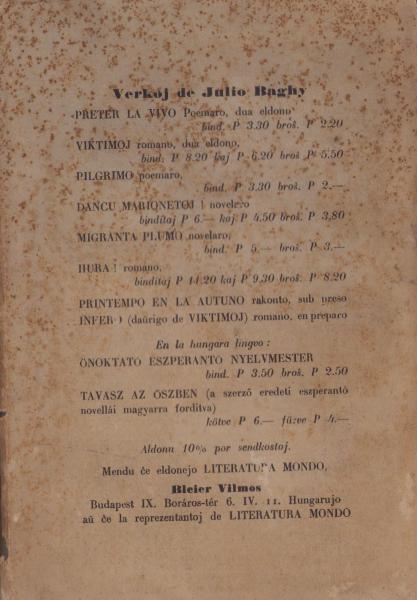 Verkoj de Julio Baghy
PRETER LA VIVO Poemaro, dua eldono
bind. P 3.30 broŝ. P 2.20
VIKTIMOJ romano, dua eldono,
bind. P 8.20 kaj P 6.20 broŝ. P 5.50
PILGRIMO poemaro,
bind. P 3.30 broŝ. P 2.—
DANCU MARIONETOJ ! novelaro
binditaj P 6.— kaj P 4.50 broŝ. P 3,80
MIGRANTA PLUMO novelaro,
bind. P 5.— broŝ. P 3.—
HURA ! romano,
binditaj P 11.20 kaj P 9.30 broŝ. P 8.20
PRINTEMPO EN LA AUTUNO rakonto, sub preso
(daŭrigo de VIKTIMOJ) romano, en preparo
En la hungara lingvo :
ÖNOKTATÓ ESZPERANTÓ NYELVMESTER
bind. P 3.50 broŝ. P 2.50
TAVASZ AZ ŐSZBEN (a szerző eredeti eszperantó
novellái magyarra fordítva)
kötve P 6.— fűzve P 4.—
Aldonu 10% por sendkostoj.
Mendu ĉe eldonejo LITERATURA MONDO,
Bleier Vilmos
Budapest IX. Boráros-tér 6. IV. 11. Hungarujo
aŭ ĉe la reprezentantoj de LITERATURA MONDO